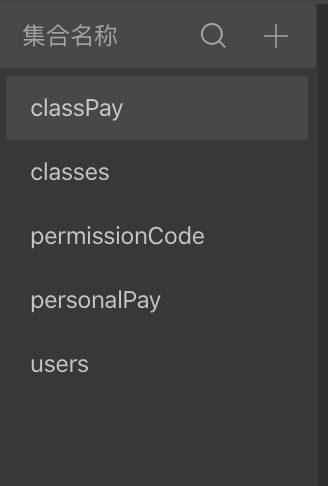 集合名称
classPay
classes
permissionCode
personalPay
users